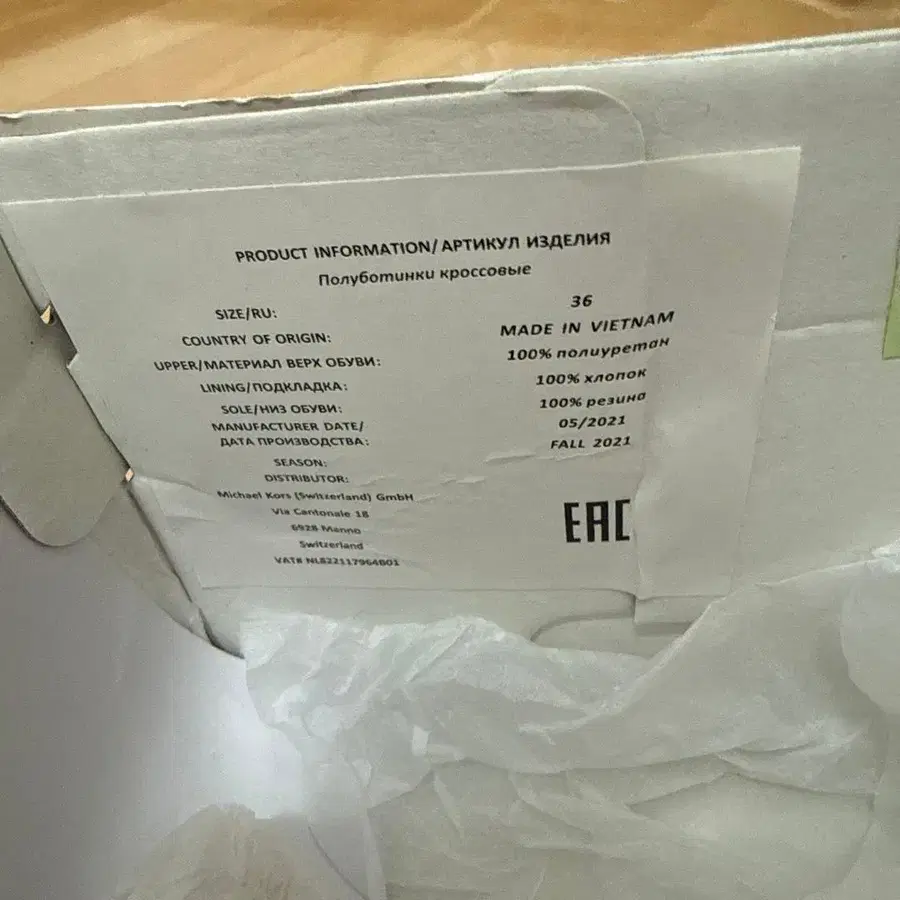 PRODUCT INFORMATION/ АРТИКУЛ ИЗДЕЛИЯ
Полуботинки кроссовые
SIZE/RU: 36
COUNTRY OF ORIGIN: MADE IN VIETNAM
UPPER/МАТЕРИАЛ ВЕРХ ОБУВИ: 100% полиуретан
LINING/ПОДКЛАДКА: 100% хлопок
SOLE/НИЗ ОБУВИ: 100% резина
MANUFACTURER DATE/ 05/2021
ДАТА ПРОИЗВОДСТВА:
SEASON: FALL 2021
DISTRIBUTOR:
Michael Kors (Switzerland) GmbH
Via Cantonale 18
6928 Manno
Switzerland
VAT# NL822117964B01
EAC